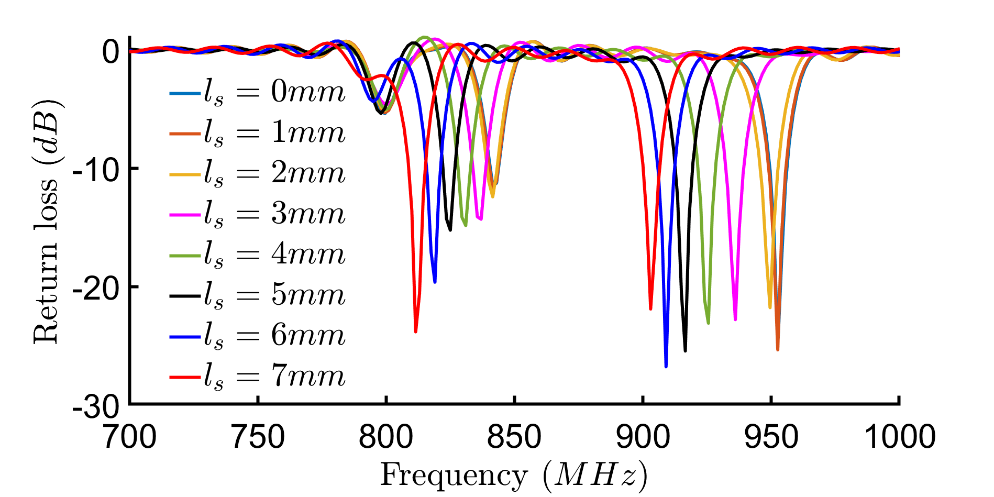 0
-10
-20
-30
Return loss (dB)
l_s = 0mm
l_s = 1mm
l_s = 2mm
l_s = 3mm
l_s = 4mm
l_s = 5mm
l_s = 6mm
l_s = 7mm
700 750 800 850 900 950 1000
Frequency (MHz)